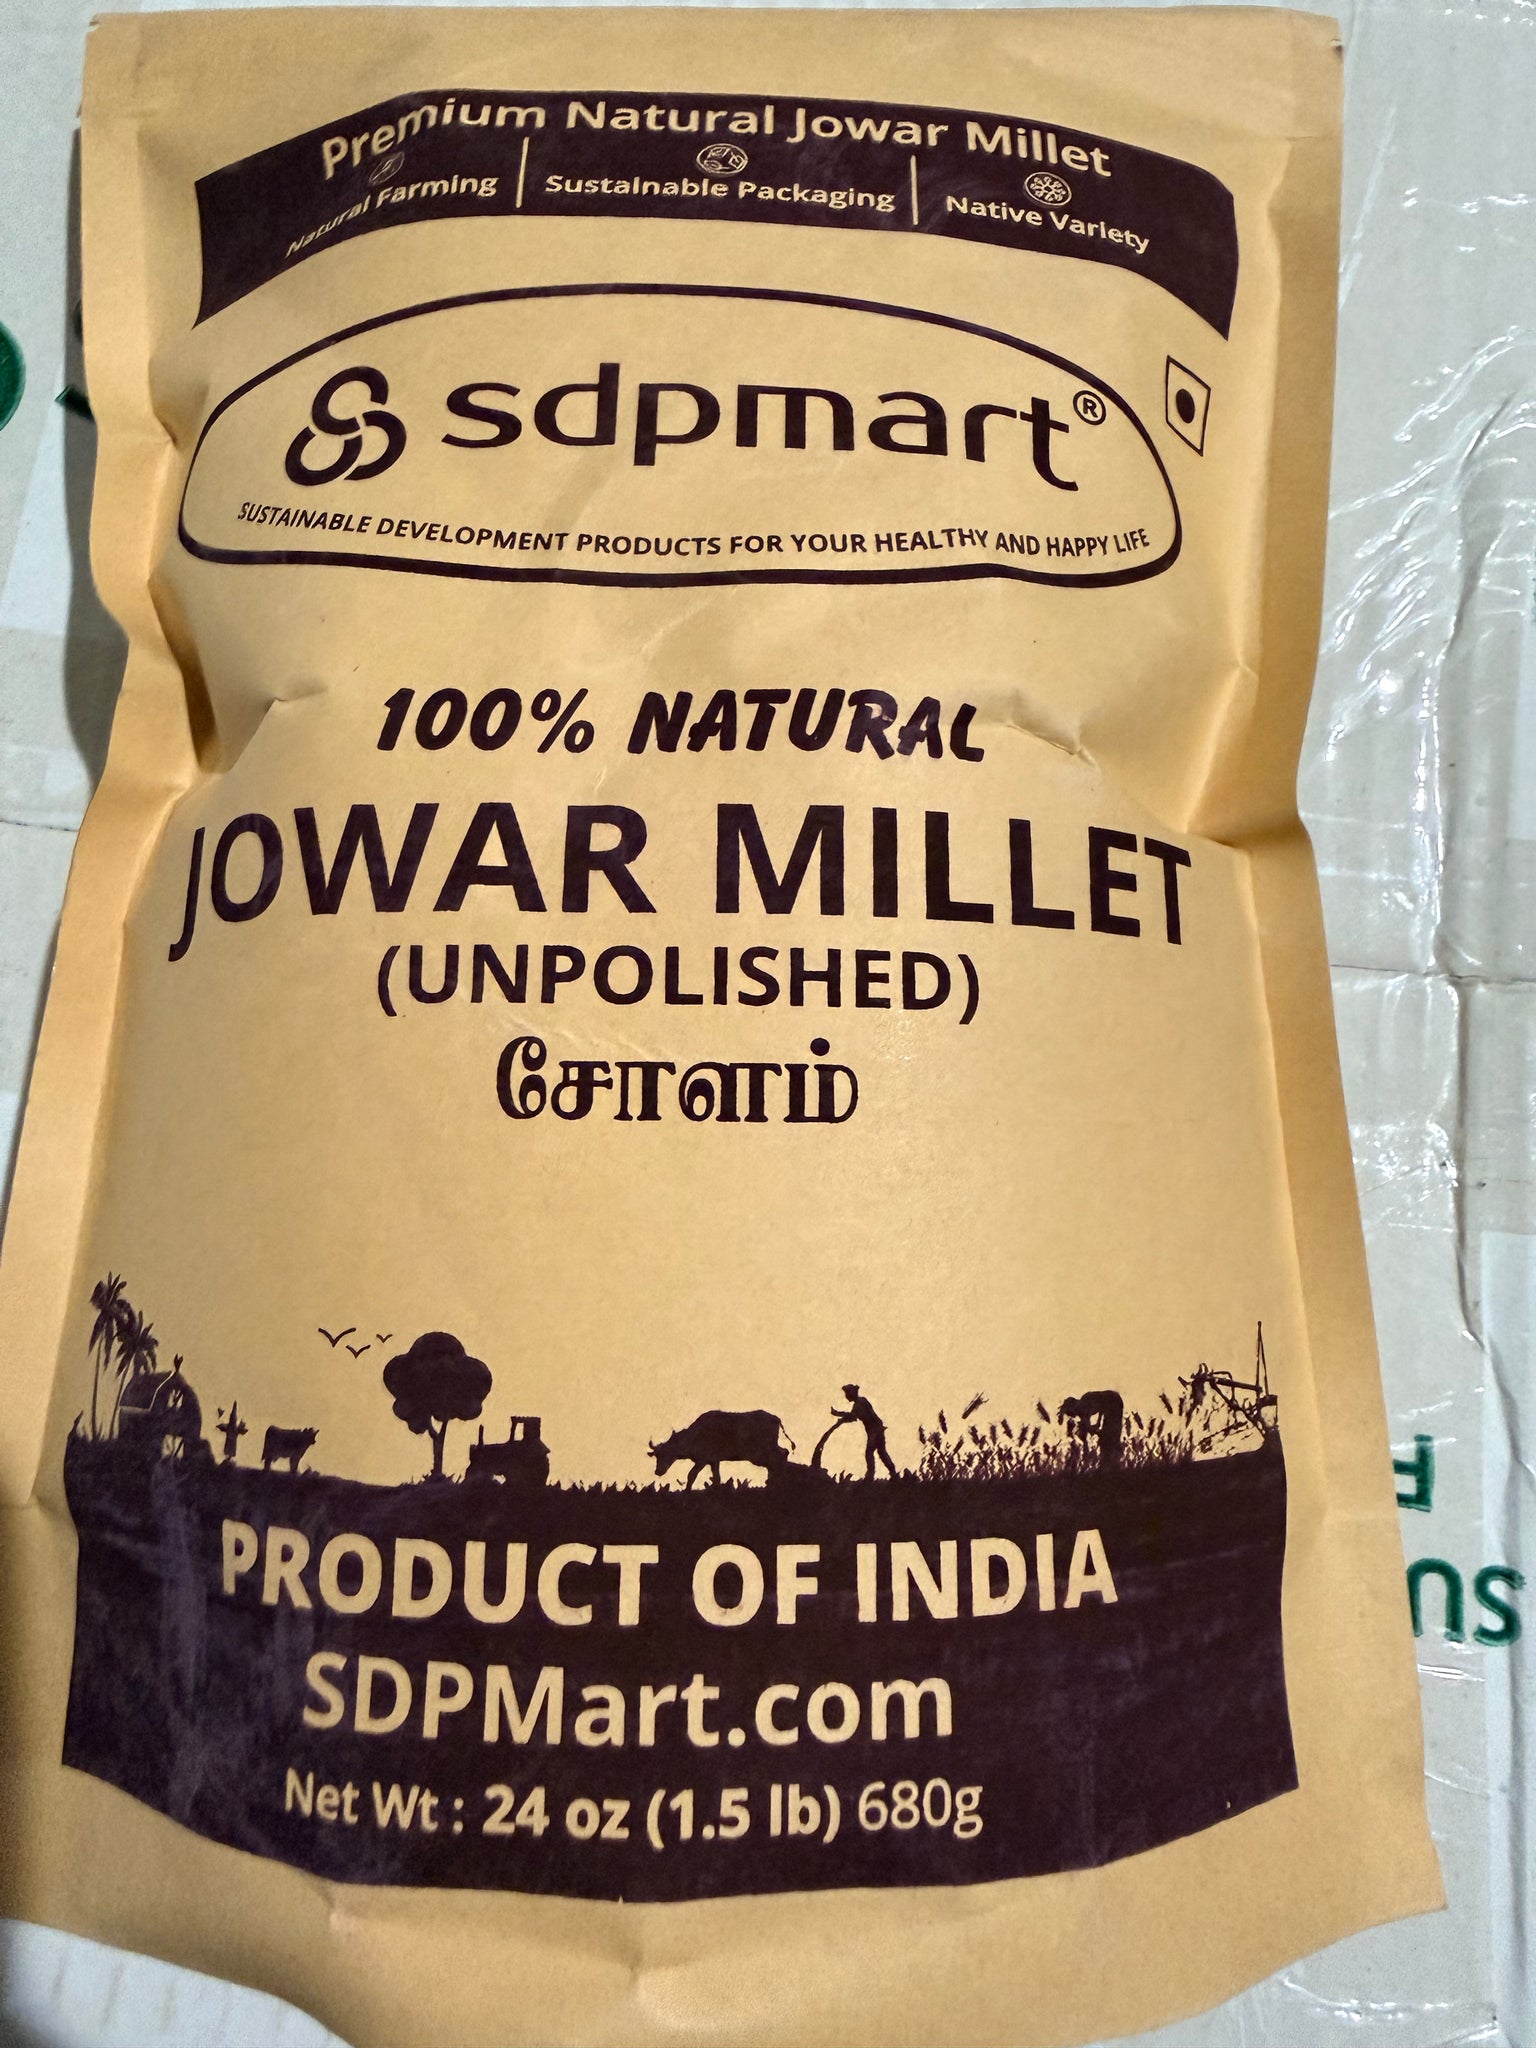 Premium Natural Jowar Millet
Natural Farming
Sustainable Packaging
Native Variety
sdpmart®
SUSTAINABLE DEVELOPMENT PRODUCTS FOR YOUR HEALTHY AND HAPPY LIFE
100% NATURAL
JOWAR MILLET
(UNPOLISHED)
சோளம்
PRODUCT OF INDIA
SDPMart.com
Net Wt : 24 oz (1.5 lb) 680g